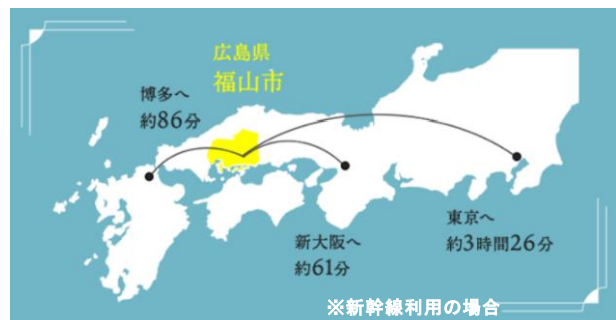 広島県
福山市
博多へ
約86分
新大阪へ
約61分
東京へ
約3時間26分
※新幹線利用の場合